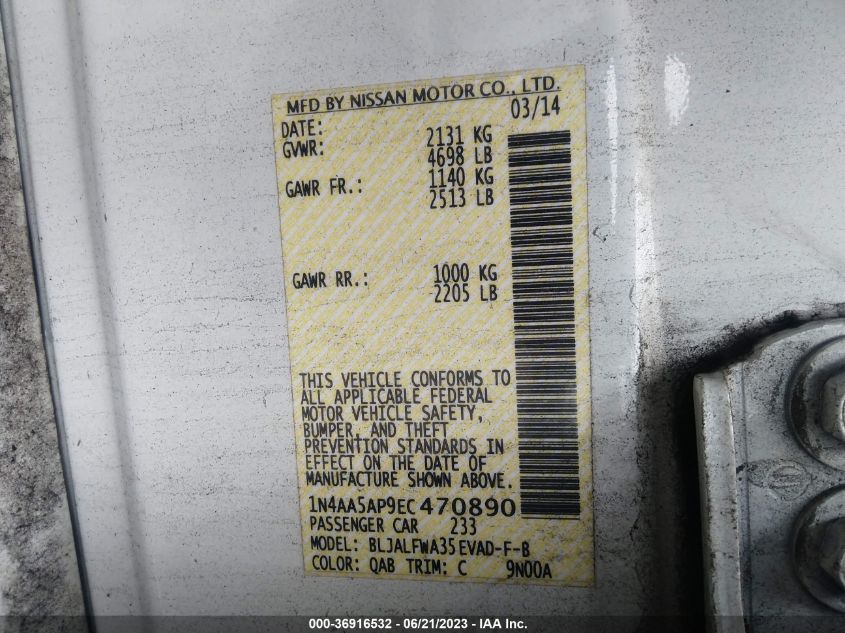 MFD BY NISSAN MOTOR CO., LTD.
DATE: 03/14
GVWR: 2131 KG
4698 LB
GAWR FR.: 1140 KG
2513 LB
GAWR RR.: 1000 KG
2205 LB
THIS VEHICLE CONFORMS TO
ALL APPLICABLE FEDERAL
MOTOR VEHICLE SAFETY,
BUMPER, AND THEFT
PREVENTION STANDARDS IN
EFFECT ON THE DATE OF
MANUFACTURE SHOWN ABOVE.
1N4AA5AP9EC470890
PASSENGER CAR 233
MODEL: BLJALFWA35EVAD-F-B
COLOR: QAB TRIM: C 9N00A
000-36916532 - 06/21/2023 - IAA Inc.